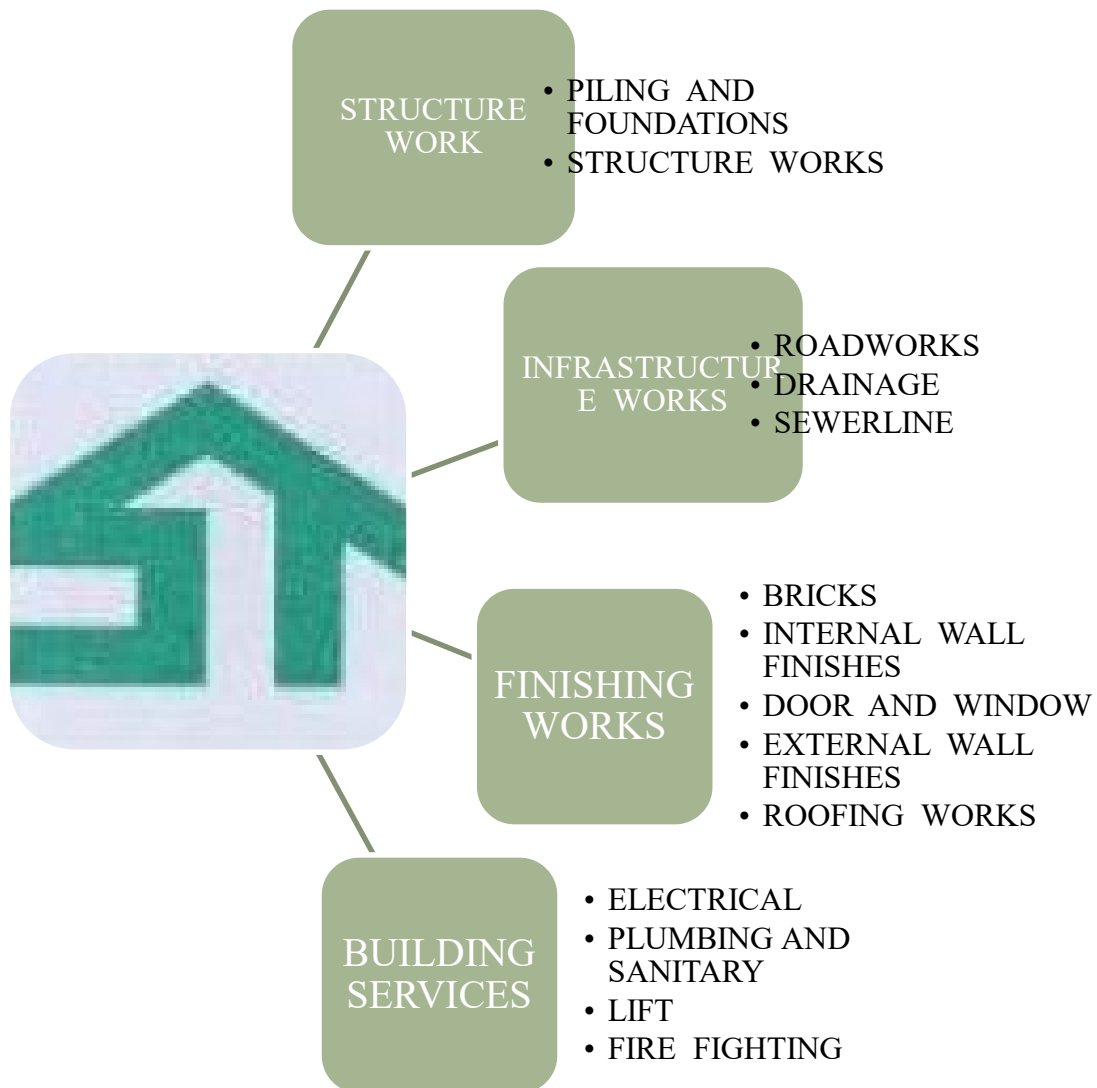 STRUCTURE
WORK
• PILING AND
FOUNDATIONS
• STRUCTURE WORKS
INFRASTRUCTUR
E WORKS
• ROADWORKS
• DRAINAGE
• SEWERLINE
FINISHING
WORKS
• BRICKS
• INTERNAL WALL
FINISHES
• DOOR AND WINDOW
• EXTERNAL WALL
FINISHES
• ROOFING WORKS
BUILDING
SERVICES
• ELECTRICAL
• PLUMBING AND
SANITARY
• LIFT
• FIRE FIGHTING